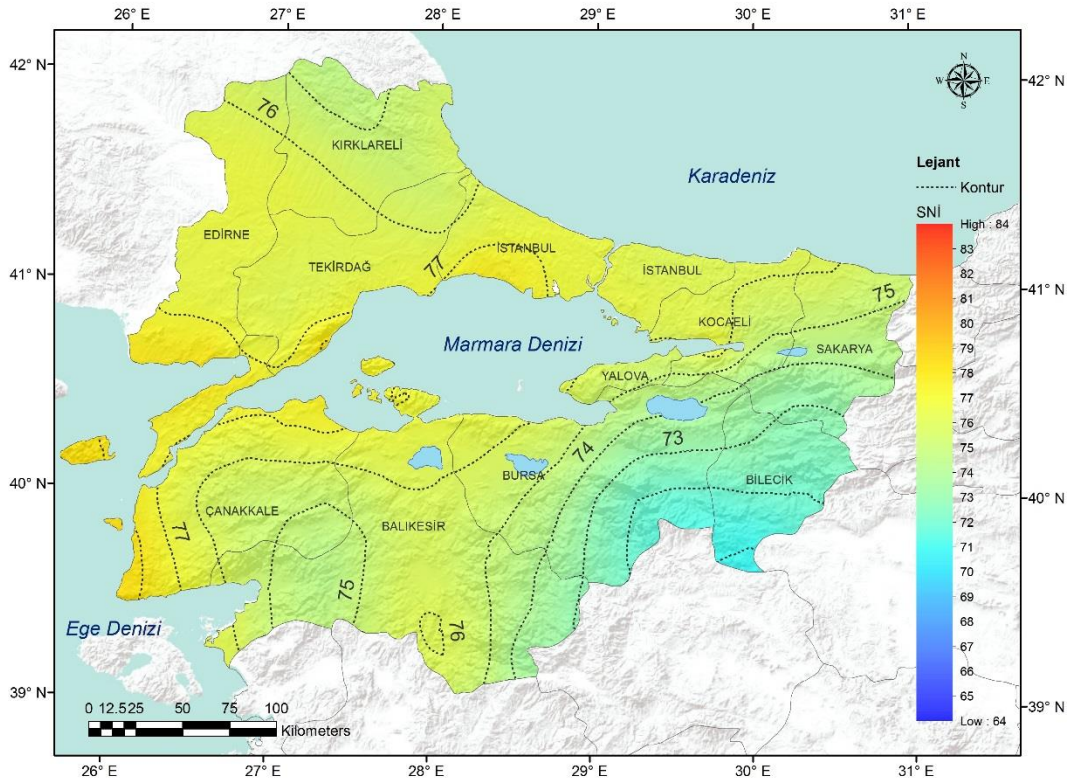 26° E 27° E 28° E 29° E 30° E 31° E
42° N 42° N
N
W E
S
76
KIRKLARELİ
Lejant
Kontur
Karadeniz
SNİ
High : 84
83
82
81
80
79
78
77
76
75
74
73
72
71
70
69
68
67
66
65
Low : 64
EDİRNE
İSTANBUL
TEKİRDAĞ
77
İSTANBUL
41° N 41° N
KOCAELİ
75
Marmara Denizi
SAKARYA
YALOVA
74
73
BURSA
BİLECİK
40° N 40° N
ÇANAKKALE
BALIKESİR
77
75
76
Ege Denizi
39° N 39° N
0 12.525 50 75 100
Kilometers
26° E 27° E 28° E 29° E 30° E 31° E